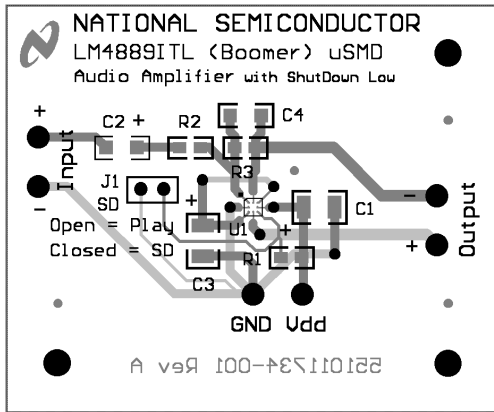 NATIONAL SEMICONDUCTOR
LM4889ITL (Boomer) uSMD
Audio Amplifier with ShutDown Low
+
C2 +
R2
C4
Input
R3
J1
-
SD
+
C1
-
Output
Open = Play
U1
+
+
Closed = SD
R1
C3
GND Vdd
551011734-001 Rev A